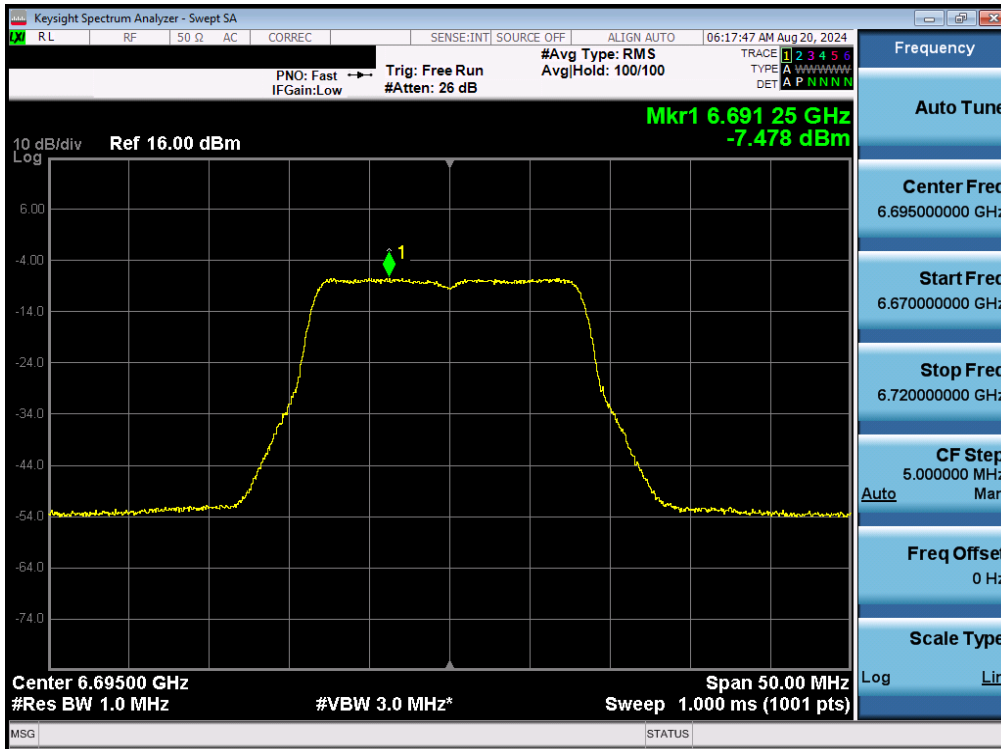 Keysight Spectrum Analyzer - Swept SA
LXI RL RF 50 Ω AC CORREC SENSE:INT SOURCE OFF ALIGN AUTO 06:17:47 AM Aug 20, 2024
PNO: Fast
IFGain:Low
Trig: Free Run
#Atten: 26 dB
#Avg Type: RMS
Avg|Hold: 100/100
TRACE 1 2 3 4 5 6
TYPE A WWWWW
DET A P N N N N
Mkr1 6.691 25 GHz
-7.478 dBm
10 dB/div Ref 16.00 dBm
Log
6.00
-4.00
-14.0
-24.0
-34.0
-44.0
-54.0
-64.0
-74.0
1
Center 6.69500 GHz Span 50.00 MHz
#Res BW 1.0 MHz #VBW 3.0 MHz* Sweep 1.000 ms (1001 pts)
MSG STATUS
Frequency
Auto Tune
Center Freq
6.695000000 GHz
Start Freq
6.670000000 GHz
Stop Freq
6.720000000 GHz
CF Step
5.000000 MHz
Auto Man
Freq Offset
0 Hz
Scale Type
Log Lin